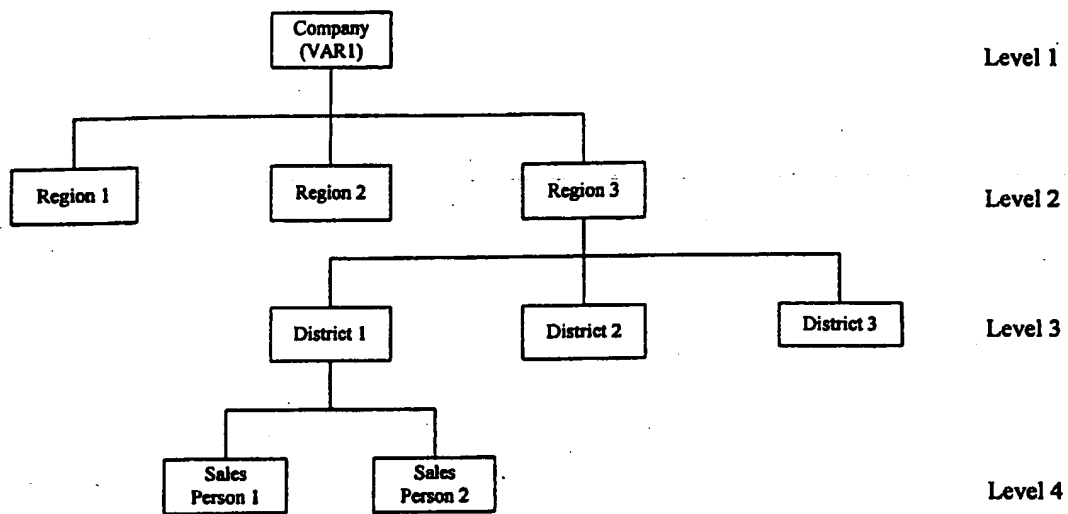 Company
(VAR1)
Level 1
Region 1
Region 2
Region 3
Level 2
District 1
District 2
District 3
Level 3
Sales
Person 1
Sales
Person 2
Level 4